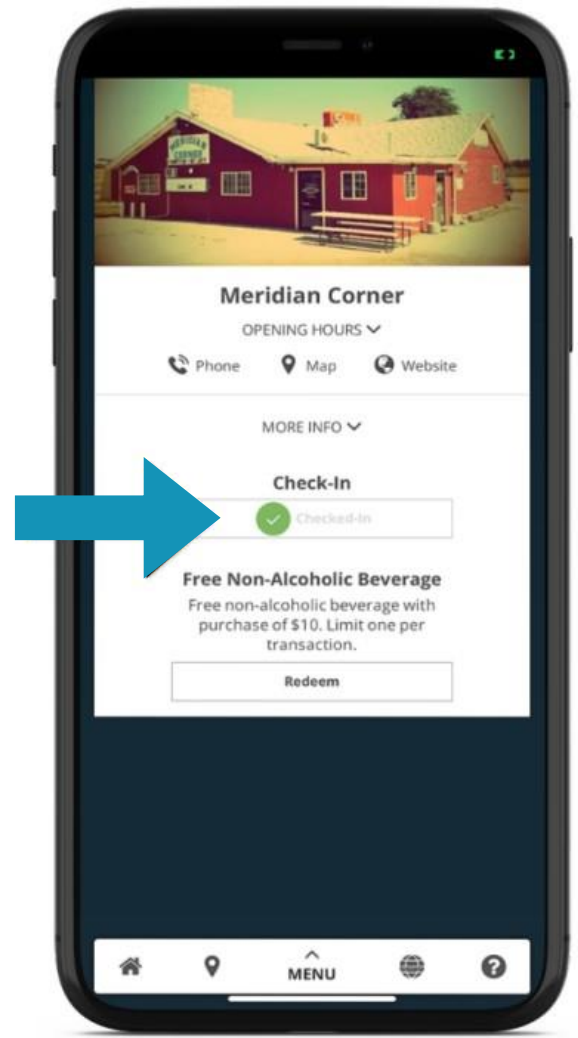 MERIDIAN
CORNER
Meridian Corner
OPENING HOURS
Phone Map Website
MORE INFO
Check-In
Checked-In
Free Non-Alcoholic Beverage
Free non-alcoholic beverage with
purchase of $10. Limit one per
transaction.
Redeem
MENU
?